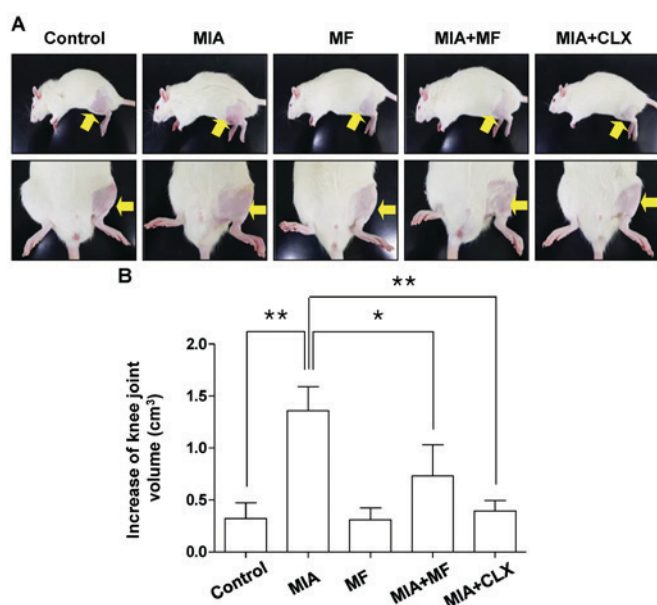 A
Control MIA MF MIA+MF MIA+CLX
B
**
** *
2.0
1.5
1.0
0.5
0.0
Increase of knee joint
volume (cm³)
Control MIA MF MIA+MF MIA+CLX